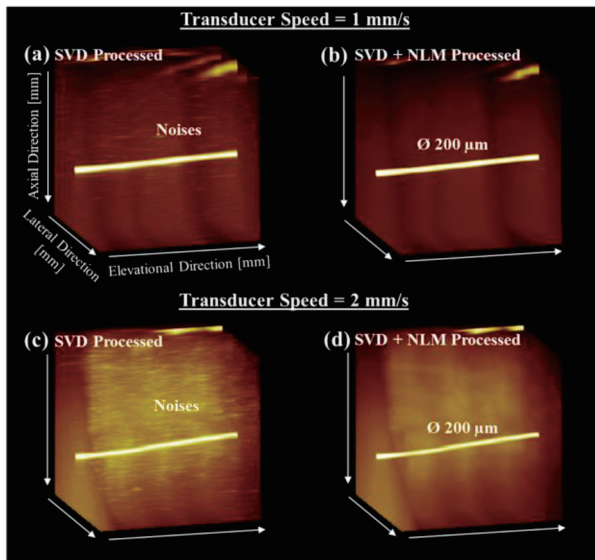 Transducer Speed = 1 mm/s
(a) SVD Processed
(b) SVD + NLM Processed
Noises
Ø 200 µm
Axial Direction [mm]
Lateral Direction
[mm]
Elevational Direction [mm]
Transducer Speed = 2 mm/s
(c) SVD Processed
(d) SVD + NLM Processed
Noises
Ø 200 µm